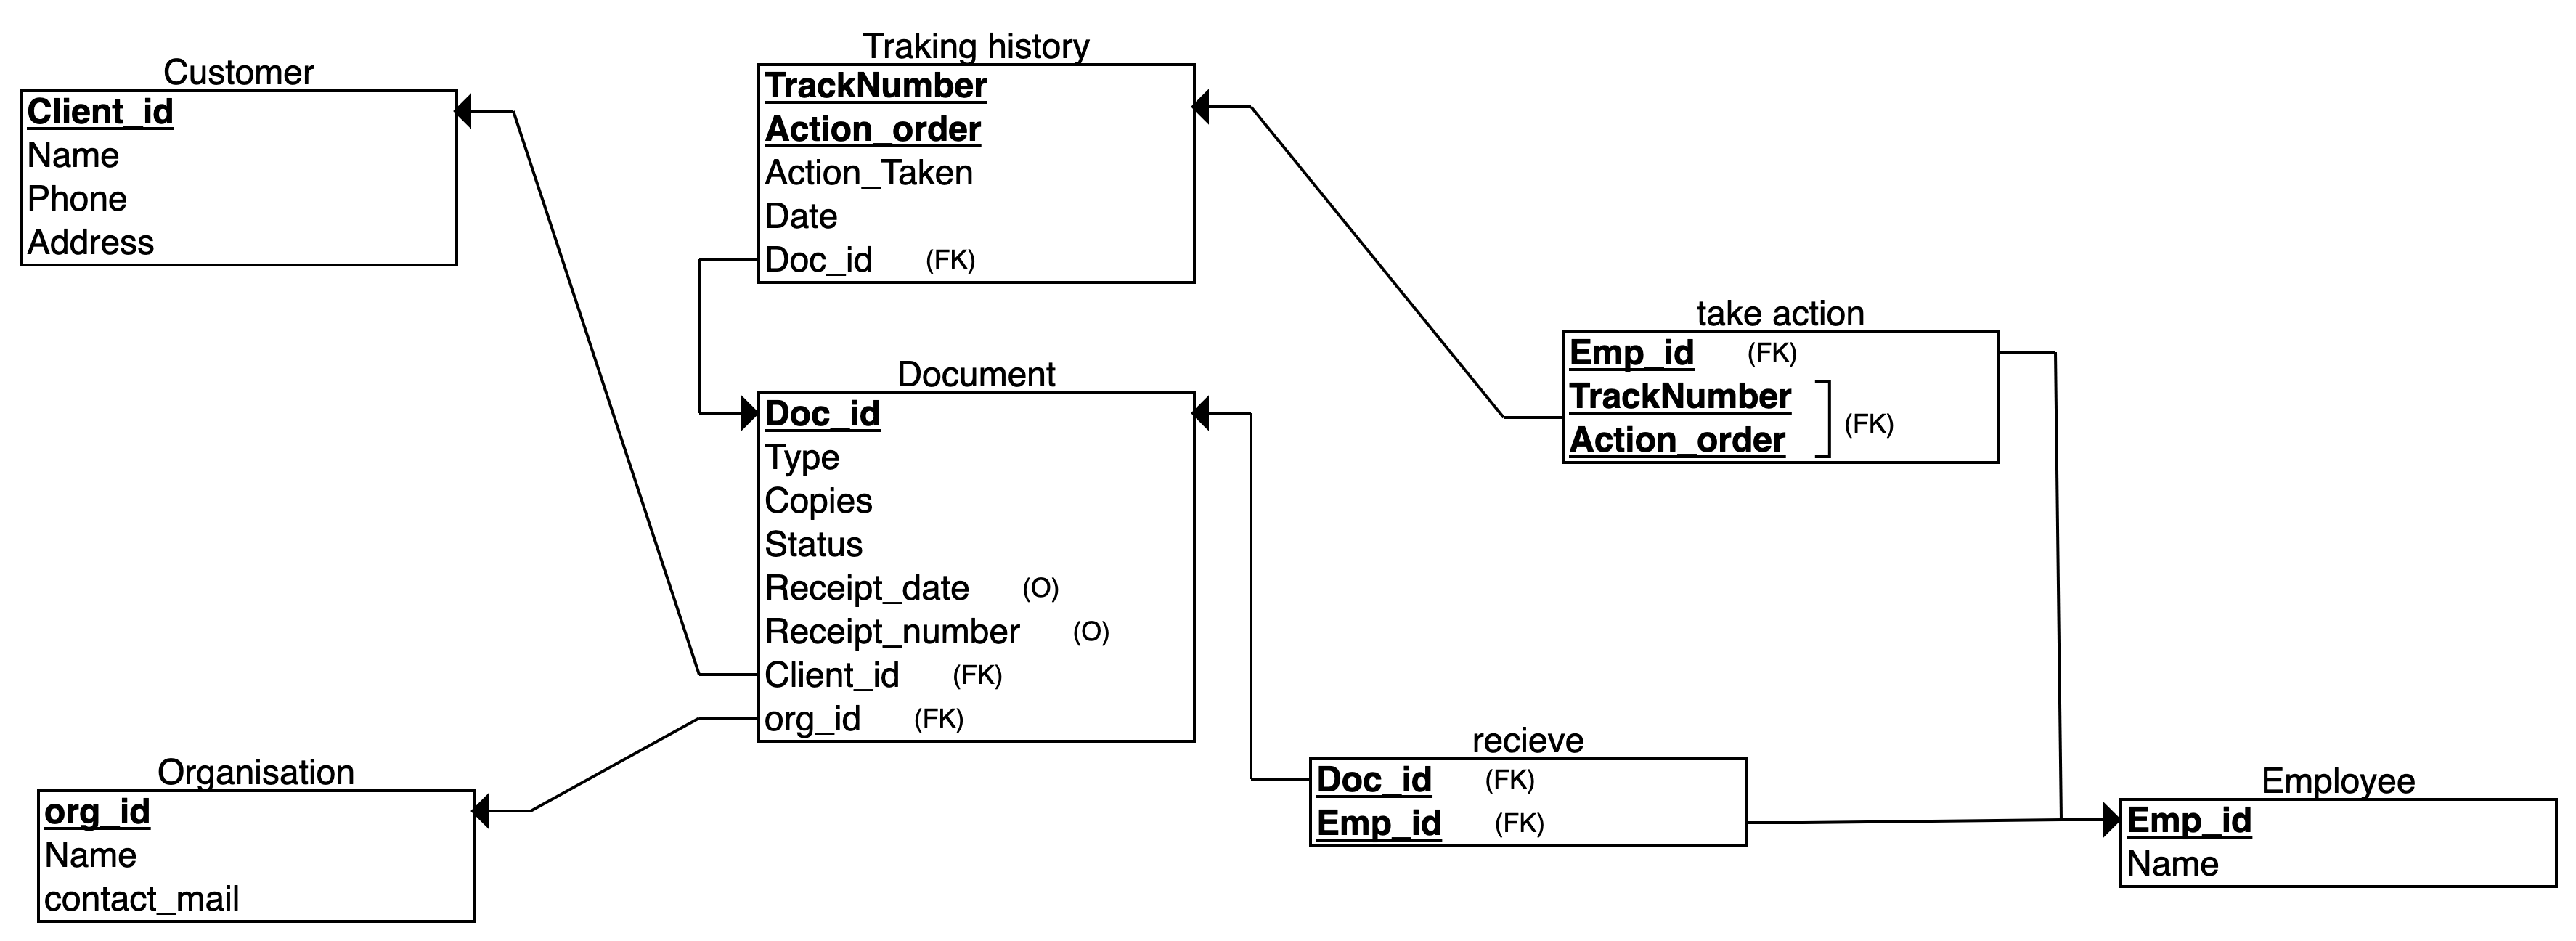 Customer
Client_id
Name
Phone
Address
Traking history
TrackNumber
Action_order
Action_Taken
Date
Doc_id (FK)
Document
Doc_id
Type
Copies
Status
Receipt_date (O)
Receipt_number (O)
Client_id (FK)
org_id (FK)
Organisation
org_id
Name
contact_mail
take action
Emp_id (FK)
TrackNumber
Action_order
(FK)
recieve
Doc_id (FK)
Emp_id (FK)
Employee
Emp_id
Name